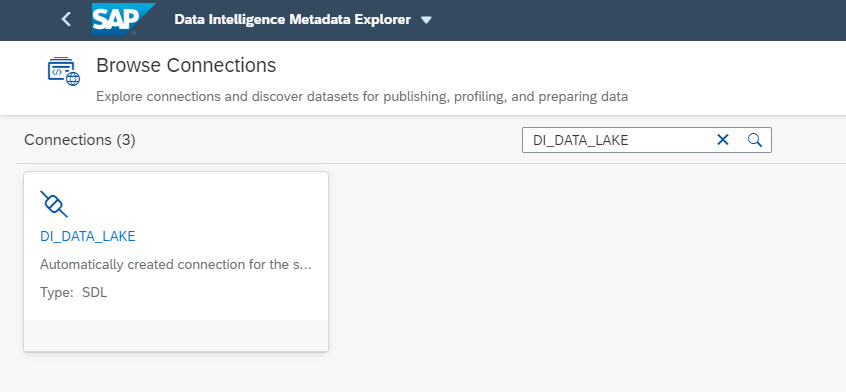 SAP Data Intelligence Metadata Explorer
Browse Connections
Explore connections and discover datasets for publishing, profiling, and preparing data
Connections (3)
DI_DATA_LAKE
DI_DATA_LAKE
Automatically created connection for the s...
Type: SDL